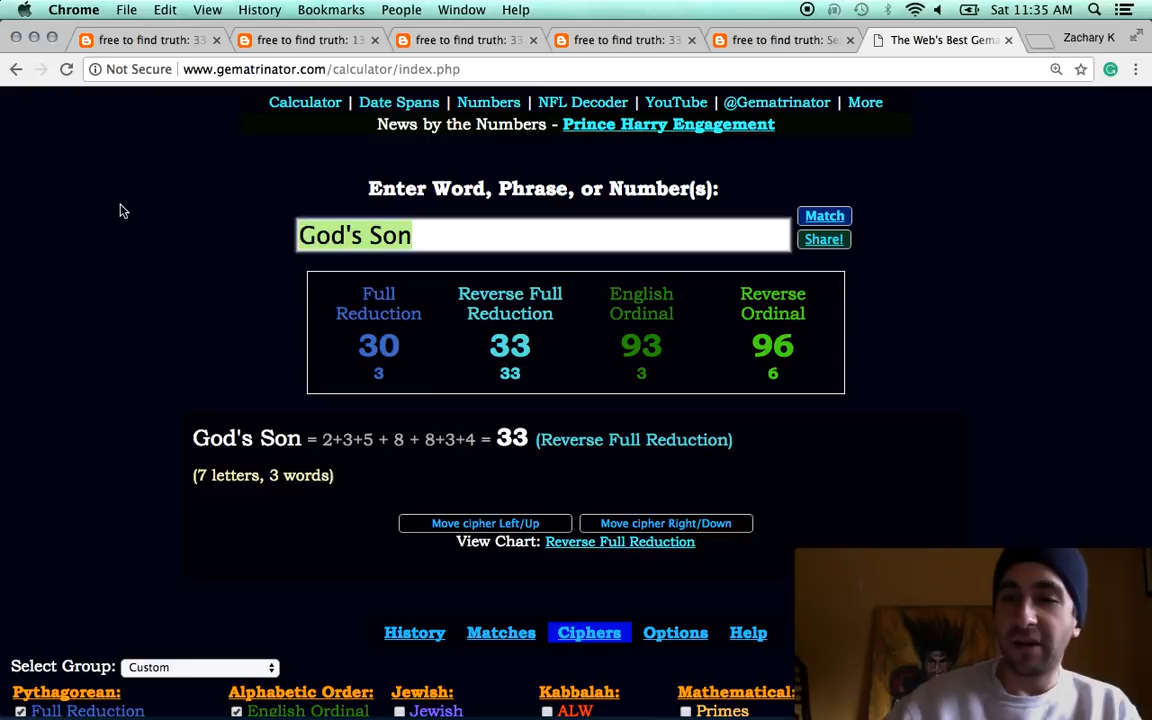 Chrome File Edit View History Bookmarks People Window Help Sat 11:35 AM
free to find truth: 33 free to find truth: 13 free to find truth: 33 free to find truth: 33 free to find truth: Se The Web's Best Gema Zachary K
Not Secure www.gematrinator.com/calculator/index.php
Calculator | Date Spans | Numbers | NFL Decoder | YouTube | @Gematrinator | More
News by the Numbers - Prince Harry Engagement
Enter Word, Phrase, or Number(s):
Match
God's Son
Share!
Full Reduction Reverse Full Reduction English Ordinal Reverse Ordinal
30 33 93 96
3 33 3 6
God's Son = 2+3+5 + 8 + 8+3+4 = 33 (Reverse Full Reduction)
(7 letters, 3 words)
Move cipher Left/Up Move cipher Right/Down
View Chart: Reverse Full Reduction
History Matches Ciphers Options Help
Select Group: Custom
Pythagorean: Alphabetic Order: Jewish: Kabbalah: Mathematical:
Full Reduction English Ordinal Jewish ALW Primes